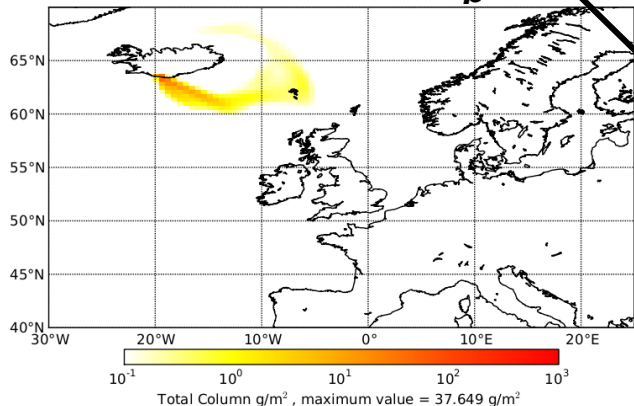 65°N
60°N
55°N
50°N
45°N
40°N
30°W 20°W 10°W 0° 10°E 20°E
10⁻¹ 10⁰ 10¹ 10² 10³
Total Column g/m² , maximum value = 37.649 g/m²